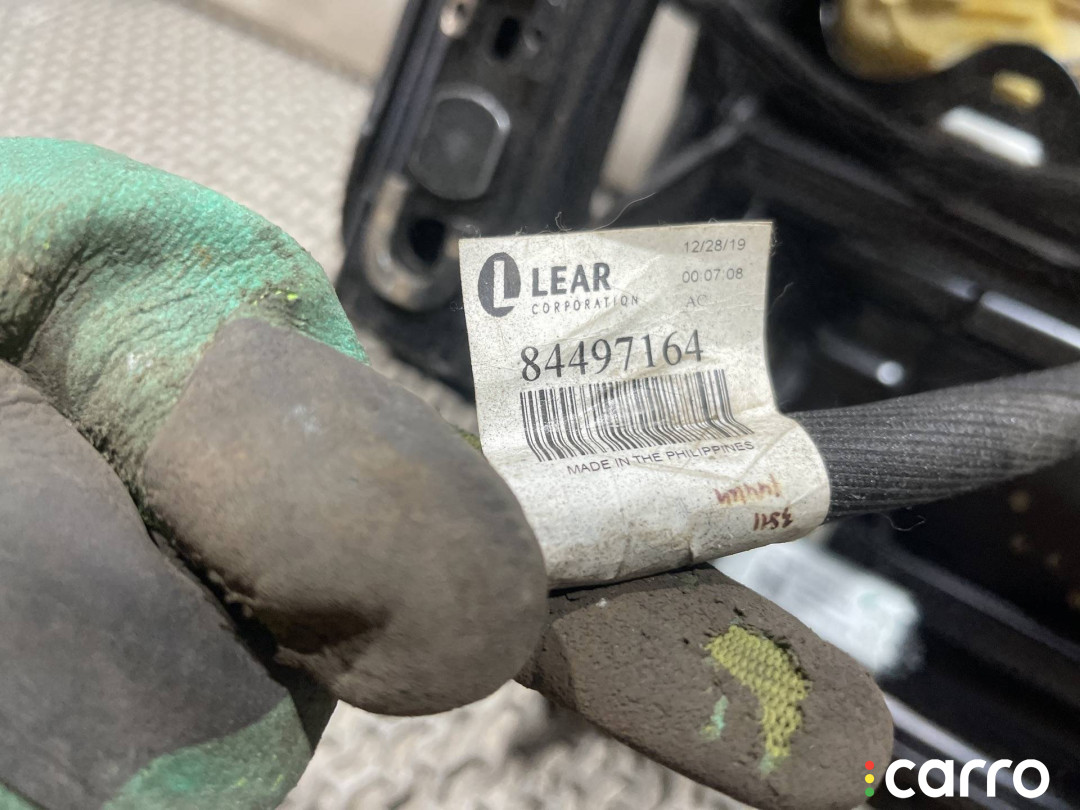 LEAR
CORPORATION
12/28/19
00:07:08
AC
84497164
MADE IN THE PHILIPPINES
carro